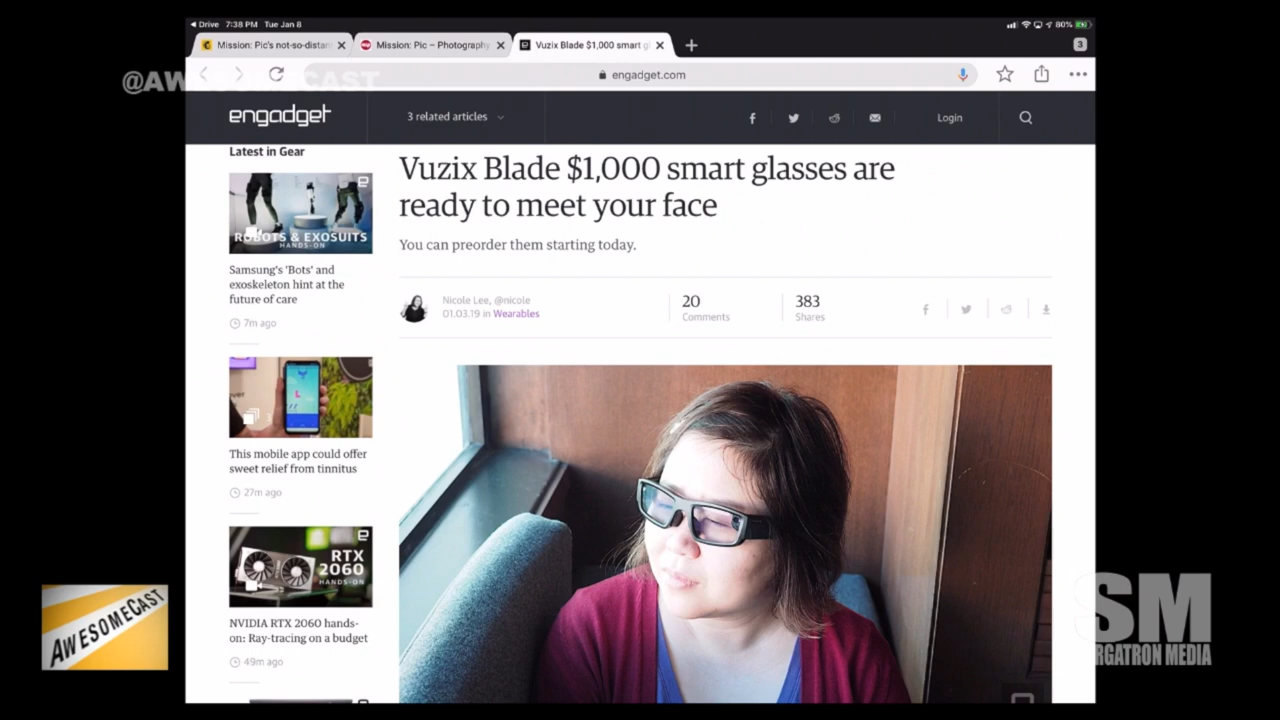 Drive 7:38 PM Tue Jan 8
80%
Mission: Pic's not-so-distan
Mission: Pic – Photography
Vuzix Blade $1,000 smart gl
3
engadget.com
@AWESOMECAST
engadget
3 related articles
Login
Latest in Gear
ROBOTS & EXOSUITS
HANDS-ON
Samsung's 'Bots' and
exoskeleton hint at the
future of care
7m ago
This mobile app could offer
sweet relief from tinnitus
27m ago
RTX
2060
HANDS-ON
NVIDIA RTX 2060 hands-
on: Ray-tracing on a budget
49m ago
Vuzix Blade $1,000 smart glasses are
ready to meet your face
You can preorder them starting today.
Nicole Lee, @nicole
01.03.19 in Wearables
20
Comments
383
Shares
AWESOMECAST
SM
RGATRON MEDIA